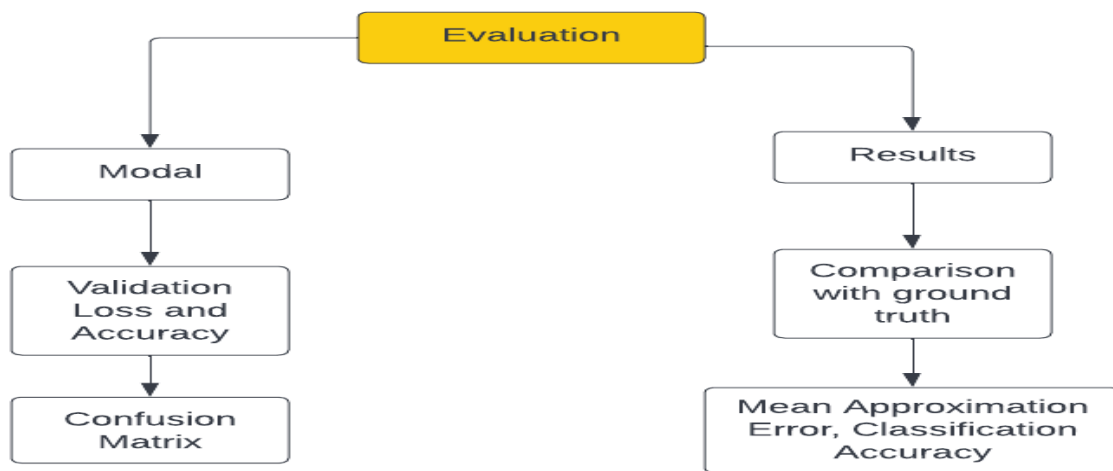 Evaluation
Modal
Validation
Loss and
Accuracy
Confusion
Matrix
Results
Comparison
with ground
truth
Mean Approximation
Error, Classification
Accuracy